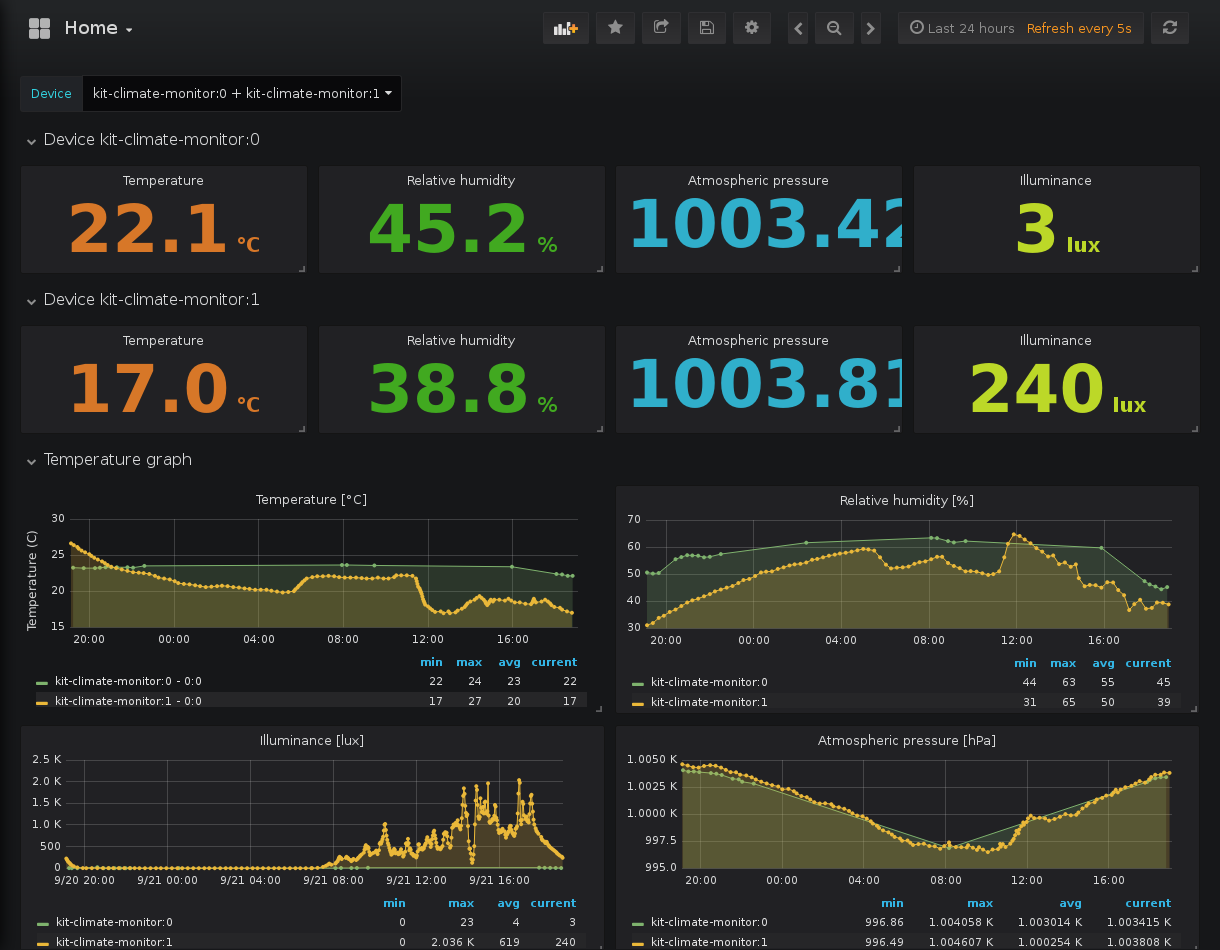 Home
Last 24 hours Refresh every 5s
Device kit-climate-monitor:0 + kit-climate-monitor:1
Device kit-climate-monitor:0
Temperature Relative humidity Atmospheric pressure Illuminance
22.1 °C 45.2 % 1003.42 3 lux
Device kit-climate-monitor:1
Temperature Relative humidity Atmospheric pressure Illuminance
17.0 °C 38.8 % 1003.81 240 lux
Temperature graph
Temperature [°C]
Temperature (C)
30
25
20
15
20:00 00:00 04:00 08:00 12:00 16:00
min max avg current
kit-climate-monitor:0 - 0:0 22 24 23 22
kit-climate-monitor:1 - 0:0 17 27 20 17
Relative humidity [%]
70
60
50
40
30
20:00 00:00 04:00 08:00 12:00 16:00
min max avg current
kit-climate-monitor:0 44 63 55 45
kit-climate-monitor:1 31 65 50 39
Illuminance [lux]
2.5 K
2.0 K
1.5 K
1.0 K
500
0
9/20 20:00 9/21 00:00 9/21 04:00 9/21 08:00 9/21 12:00 9/21 16:00
min max avg current
kit-climate-monitor:0 0 23 4 3
kit-climate-monitor:1 0 2.036 K 619 240
Atmospheric pressure [hPa]
1.0050 K
1.0025 K
1.0000 K
997.5
995.0
20:00 00:00 04:00 08:00 12:00 16:00
min max avg current
kit-climate-monitor:0 996.86 1.004058 K 1.003014 K 1.003415 K
kit-climate-monitor:1 996.49 1.004607 K 1.000254 K 1.003808 K